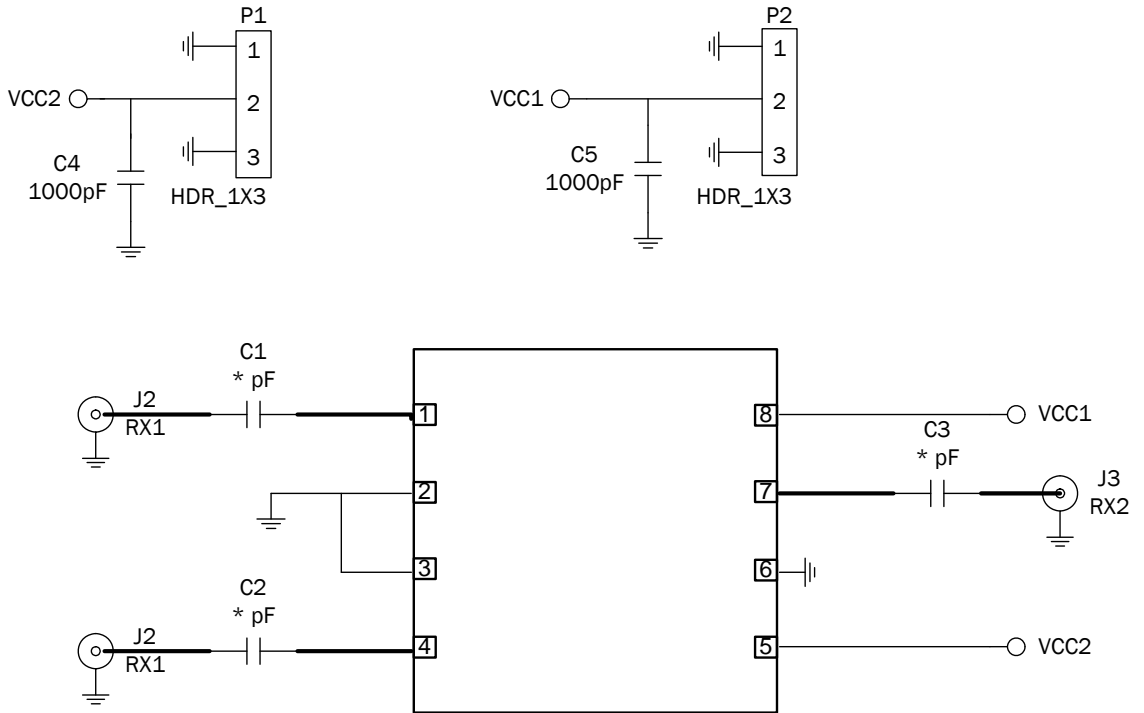 P1
1
VCC2
2
3
C4
1000pF
HDR_1X3
P2
1
VCC1
2
3
C5
1000pF
HDR_1X3
C1
* pF
J2
RX1
1
8
VCC1
C3
* pF
2
7
J3
RX2
3
6
C2
* pF
J2
RX1
4
5
VCC2